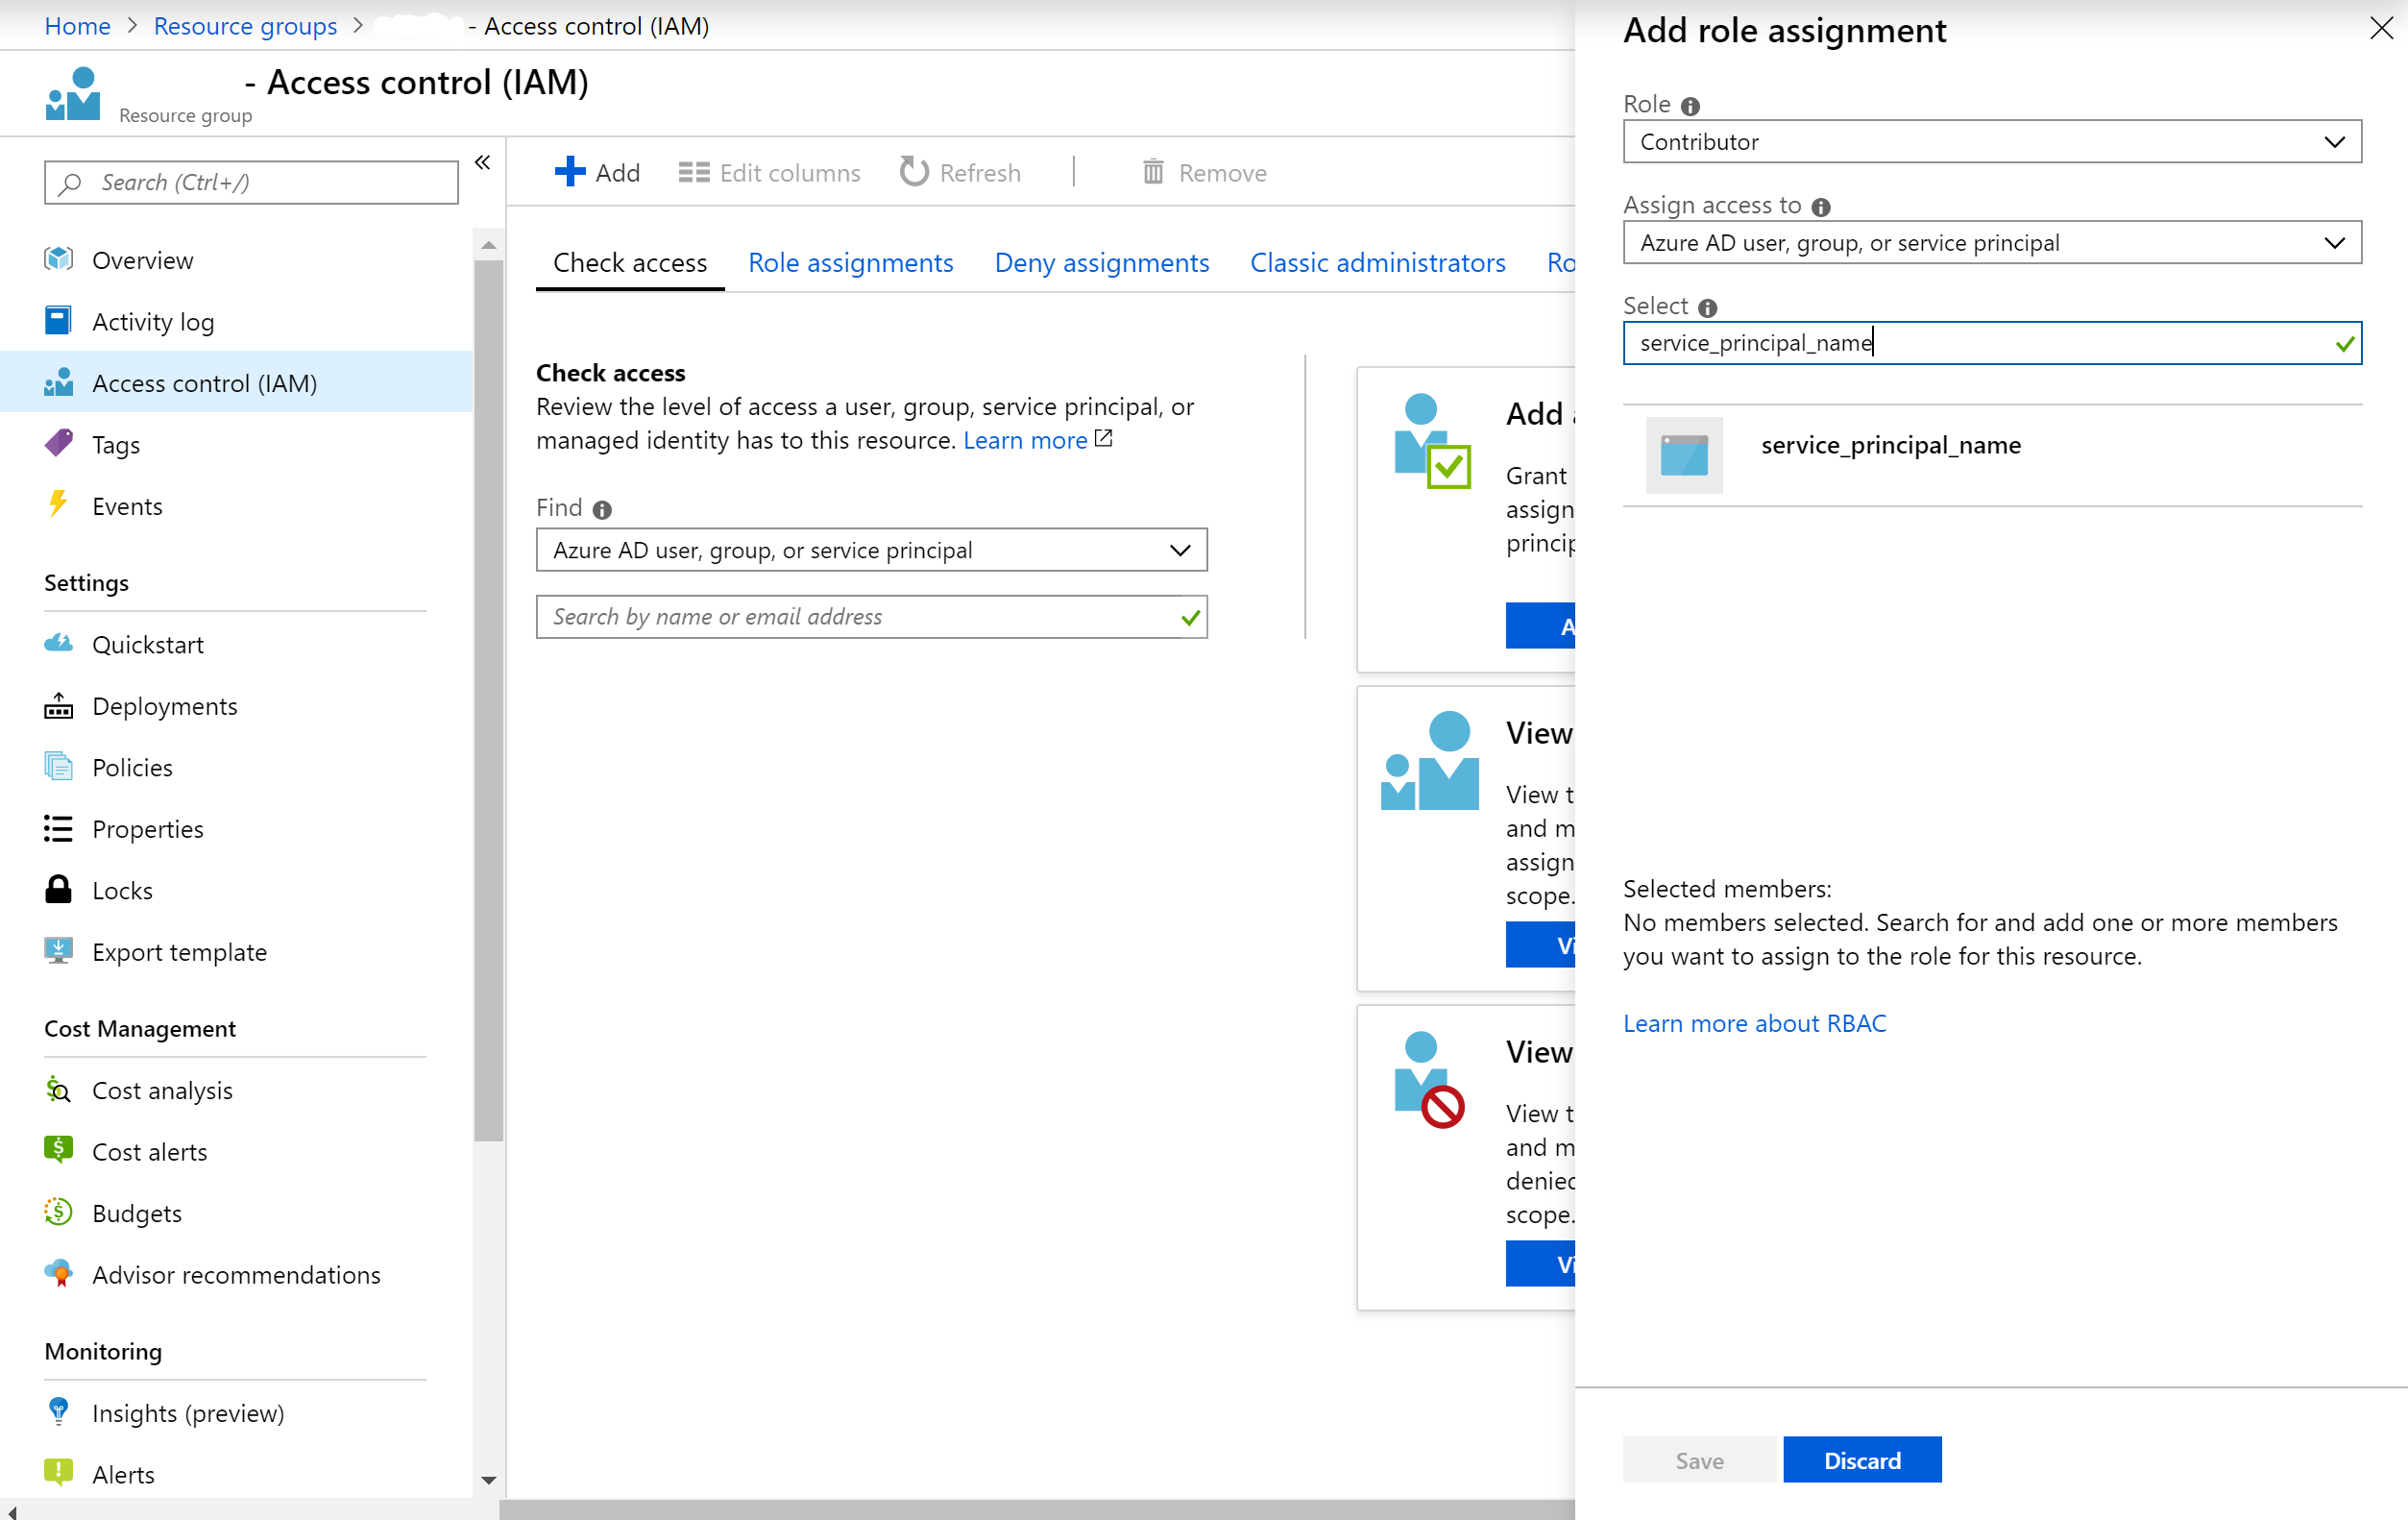 Home > Resource groups > - Access control (IAM)
- Access control (IAM)
Resource group
Search (Ctrl+/)
«
Overview
Activity log
Access control (IAM)
Tags
Events
Settings
Quickstart
Deployments
Policies
Properties
Locks
Export template
Cost Management
Cost analysis
Cost alerts
Budgets
Advisor recommendations
Monitoring
Insights (preview)
Alerts
Add Edit columns Refresh | Remove
Check access Role assignments Deny assignments Classic administrators Ro
Check access
Review the level of access a user, group, service principal, or
managed identity has to this resource. Learn more
Find
Azure AD user, group, or service principal
Search by name or email address
Add
Grant
assign
princip
A
View
View t
and m
assign
scope.
Vi
View
View t
and m
denied
scope.
Vi
Add role assignment
Role
Contributor
Assign access to
Azure AD user, group, or service principal
Select
service_principal_name
service_principal_name
Selected members:
No members selected. Search for and add one or more members
you want to assign to the role for this resource.
Learn more about RBAC
Save Discard